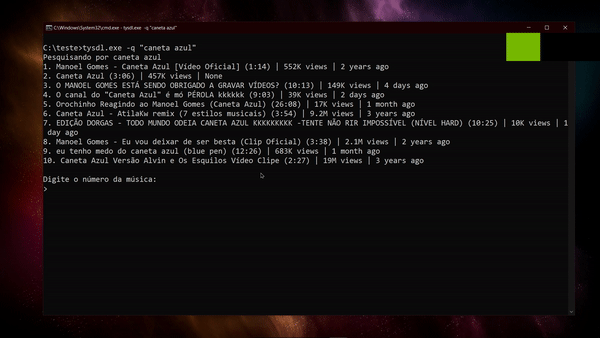 C:\Windows\System32\cmd.exe - tysdl.exe -q "caneta azul"
C:\teste>tysdl.exe -q "caneta azul"
Pesquisando por caneta azul
1. Manoel Gomes - Caneta Azul [Vídeo Oficial] (1:14) | 552K views | 2 years ago
2. Caneta Azul (3:06) | 457K views | None
3. O MANOEL GOMES ESTÁ SENDO OBRIGADO A GRAVAR VÍDEOS? (10:13) | 149K views | 4 days ago
4. O canal do "Caneta Azul" é mó PÉROLA kkkkkk (9:03) | 39K views | 2 days ago
5. Orochinho Reagindo ao Manoel Gomes (Caneta Azul) (26:08) | 17K views | 1 month ago
6. Caneta Azul - AtilaKw remix (7 estilos musicais) (3:54) | 9.2M views | 3 years ago
7. EDIÇÃO DORGAS - TODO MUNDO ODEIA CANETA AZUL KKKKKKKKK -TENTE NÃO RIR IMPOSSÍVEL (NÍVEL HARD) (10:25) | 10K views | 1
day ago
8. Manoel Gomes - Eu vou deixar de ser besta (Clip Oficial) (3:38) | 2.1M views | 2 years ago
9. eu tenho medo do caneta azul (blue pen) (12:26) | 683K views | 1 month ago
10. Caneta Azul Versão Alvin e Os Esquilos Vídeo Clipe (2:27) | 19M views | 3 years ago
Digite o número da música:
>